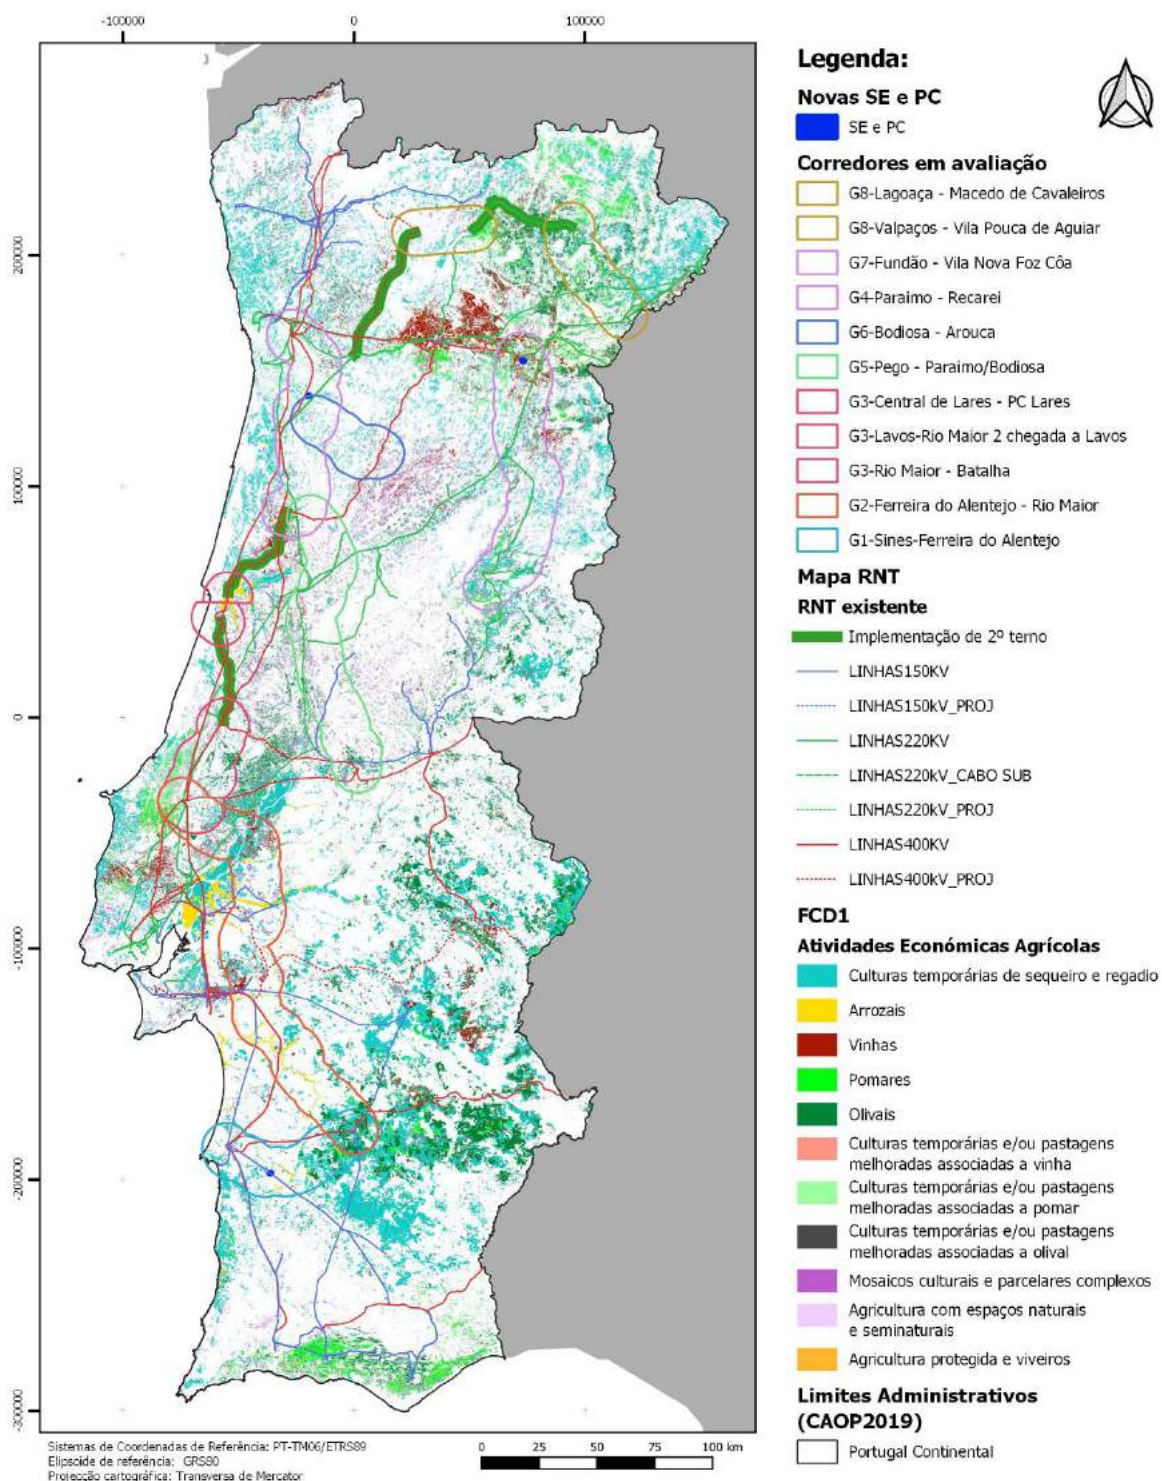 -100000
0
100000
200000
100000
0
-100000
-200000
-300000
Legenda:
Novas SE e PC
SE e PC
Corredores em avaliação
G8-Lagoaça - Macedo de Cavaleiros
G8-Valpaços - Vila Pouca de Aguiar
G7-Fundão - Vila Nova Foz Côa
G4-Paraimo - Recarei
G6-Bodiosa - Arouca
G5-Pego - Paraimo/Bodiosa
G3-Central de Lares - PC Lares
G3-Lavos-Rio Maior 2 chegada a Lavos
G3-Rio Maior - Batalha
G2-Ferreira do Alentejo - Rio Maior
G1-Sines-Ferreira do Alentejo
Mapa RNT
RNT existente
Implementação de 2º terno
LINHAS150KV
LINHAS150kV_PROJ
LINHAS220KV
LINHAS220kV_CABO SUB
LINHAS220kV_PROJ
LINHAS400KV
LINHAS400kV_PROJ
FCD1
Atividades Económicas Agrícolas
Culturas temporárias de sequeiro e regadio
Arrozais
Vinhas
Pomares
Olivais
Culturas temporárias e/ou pastagens
melhoradas associadas a vinha
Culturas temporárias e/ou pastagens
melhoradas associadas a pomar
Culturas temporárias e/ou pastagens
melhoradas associadas a olival
Mosaicos culturais e parcelares complexos
Agricultura com espaços naturais
e seminaturais
Agricultura protegida e viveiros
Limites Administrativos
(CAOP2019)
Portugal Continental
Sistemas de Coordenadas de Referência: PT-TM06/ETRS89
Elipsoide de referência: GRS80
Projecção cartográfica: Transversa de Mercator
0 25 50 75 100 km